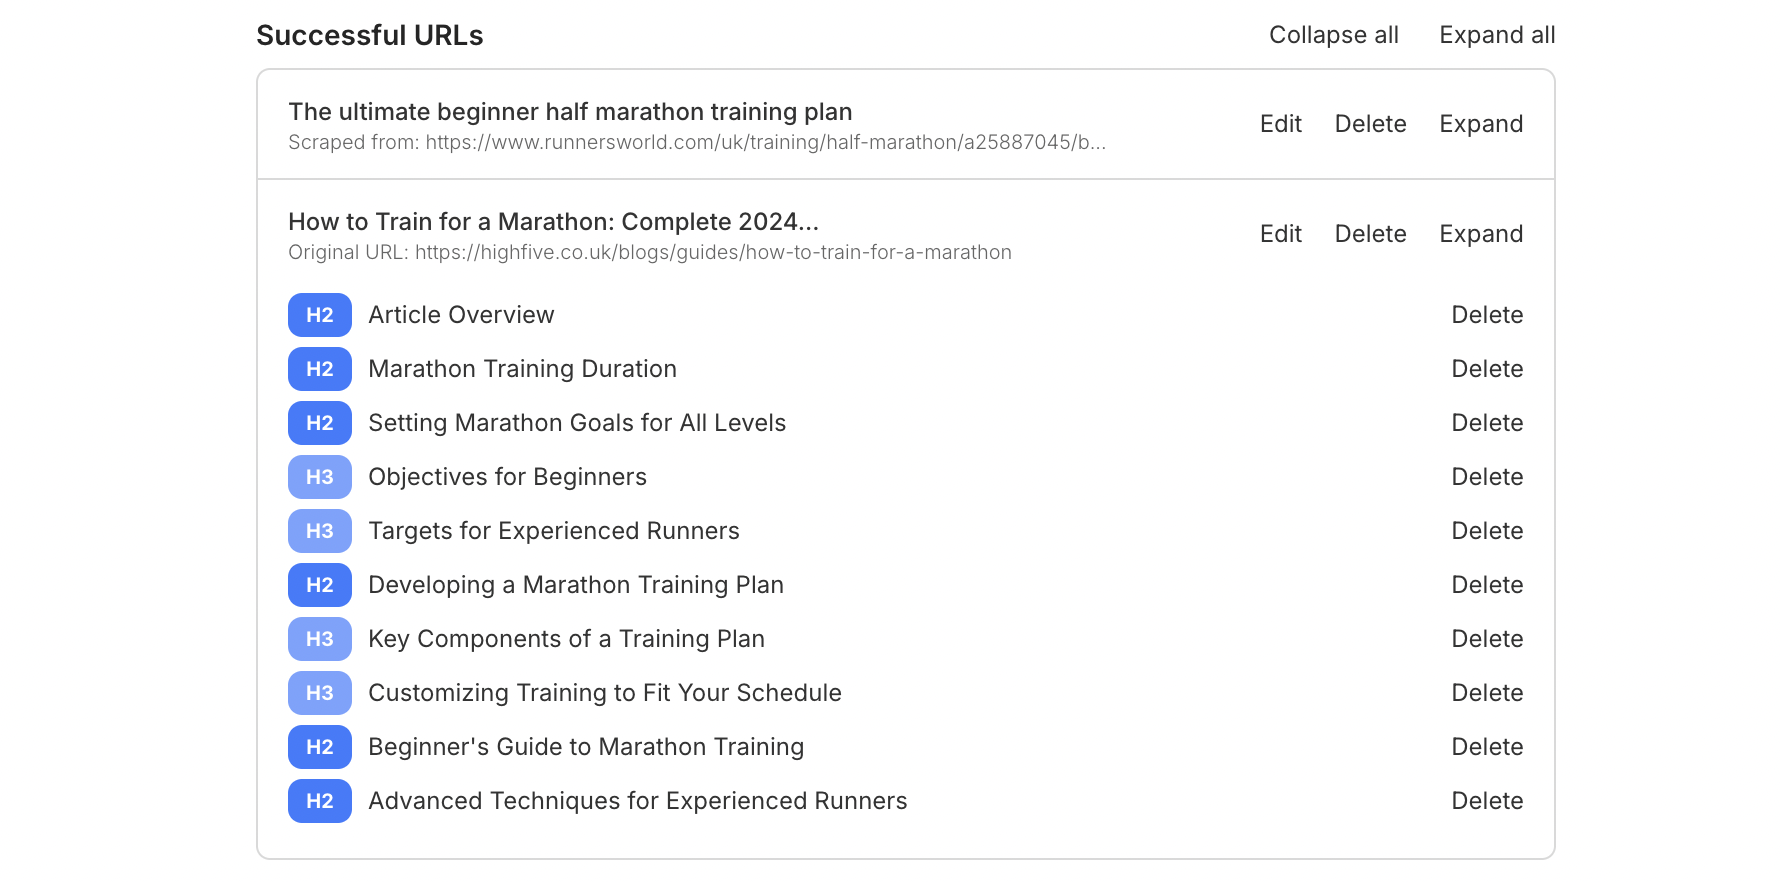 Successful URLs
Collapse all
Expand all
The ultimate beginner half marathon training plan
Scraped from: https://www.runnersworld.com/uk/training/half-marathon/a25887045/b...
Edit
Delete
Expand
How to Train for a Marathon: Complete 2024...
Original URL: https://highfive.co.uk/blogs/guides/how-to-train-for-a-marathon
Edit
Delete
Expand
H2 Article Overview Delete
H2 Marathon Training Duration Delete
H2 Setting Marathon Goals for All Levels Delete
H3 Objectives for Beginners Delete
H3 Targets for Experienced Runners Delete
H2 Developing a Marathon Training Plan Delete
H3 Key Components of a Training Plan Delete
H3 Customizing Training to Fit Your Schedule Delete
H2 Beginner's Guide to Marathon Training Delete
H2 Advanced Techniques for Experienced Runners Delete